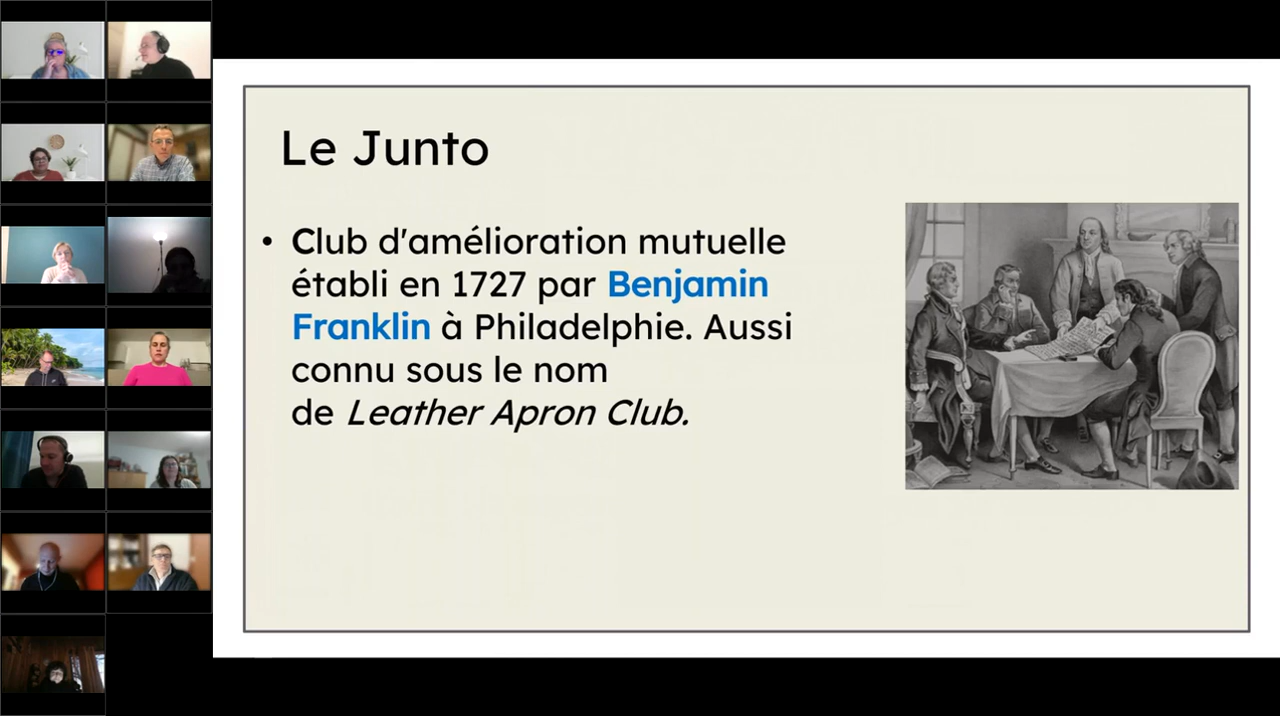 Le Junto
• Club d'amélioration mutuelle
établi en 1727 par Benjamin
Franklin à Philadelphie. Aussi
connu sous le nom
de Leather Apron Club.